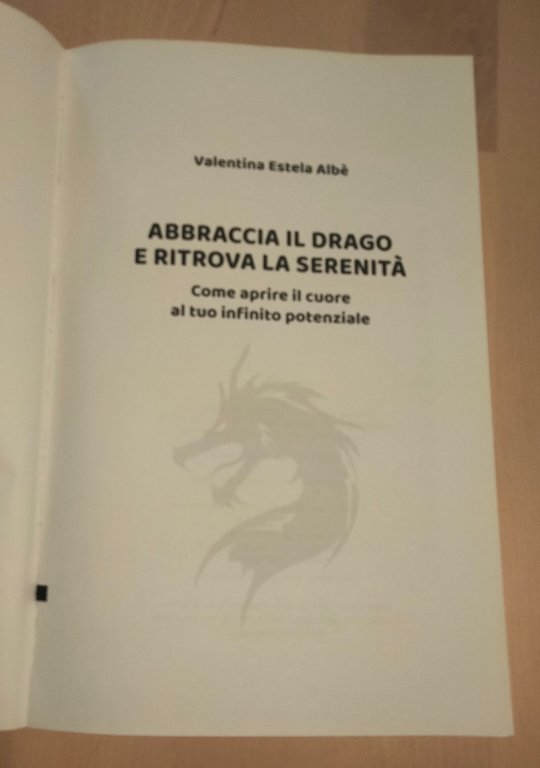 Valentina Estela Albè
ABBRACCIA IL DRAGO
E RITROVA LA SERENITÀ
Come aprire il cuore
al tuo infinito potenziale